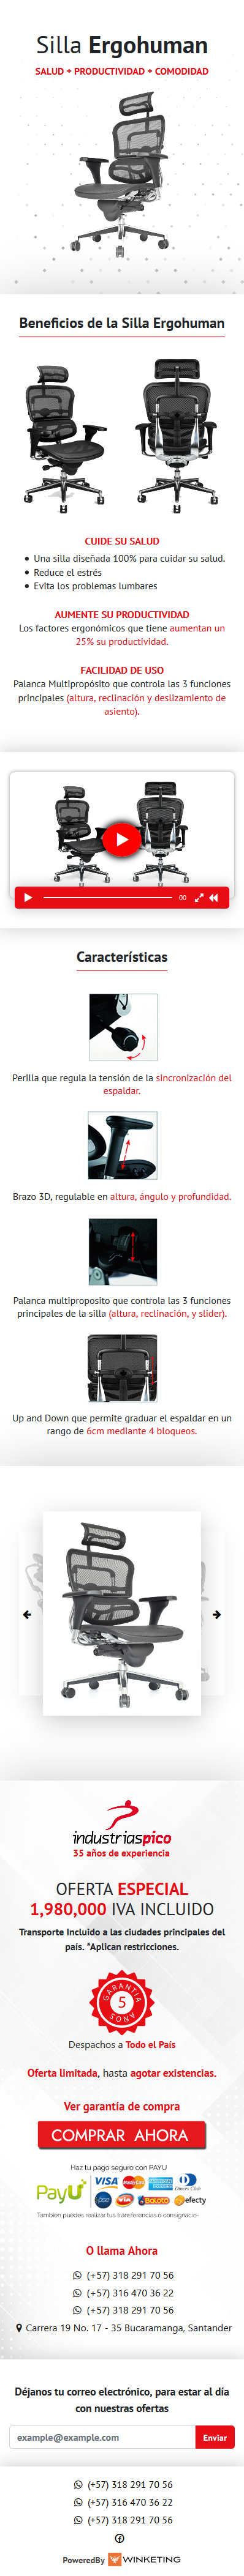 Silla Ergohuman
SALUD + PRODUCTIVIDAD + COMODIDAD
Beneficios de la Silla Ergohuman
CUIDE SU SALUD
Una silla diseñada 100% para cuidar su salud.
Reduce el estrés
Evita los problemas lumbares
AUMENTE SU PRODUCTIVIDAD
Los factores ergonómicos que tiene aumentan un
25% su productividad.
FACILIDAD DE USO
Palanca Multipropósito que controla las 3 funciones
principales (altura, reclinación y deslizamiento de
asiento).
00
Características
Perilla que regula la tensión de la sincronización del
espaldar.
Brazo 3D, regulable en altura, ángulo y profundidad.
Palanca multiproposito que controla las 3 funciones
principales de la silla (altura, reclinación, y slider).
Up and Down que permite graduar el espaldar en un
rango de 6cm mediante 4 bloqueos.
industriaspico
35 años de experiencia
OFERTA ESPECIAL
1,980,000 IVA INCLUIDO
Transporte Incluido a las ciudades principales del
país. *Aplican restricciones.
GARANTIA
5
AÑOS
Despachos a Todo el País
Oferta limitada, hasta agotar existencias.
Ver garantía de compra
COMPRAR AHORA
Haz tu pago seguro con PAYU
PayU VISA MasterCard Diners Club
pse VIA Baloto efecty
También puedes realizar tus transferencias ó consignacio-
O llama Ahora
(+57) 318 291 70 56
(+57) 316 470 36 22
(+57) 318 291 70 56
Carrera 19 No. 17 - 35 Bucaramanga, Santander
Déjanos tu correo electrónico, para estar al día
con nuestras ofertas
example@example.com Enviar
(+57) 318 291 70 56
(+57) 316 470 36 22
(+57) 318 291 70 56
PoweredBy WINKETING